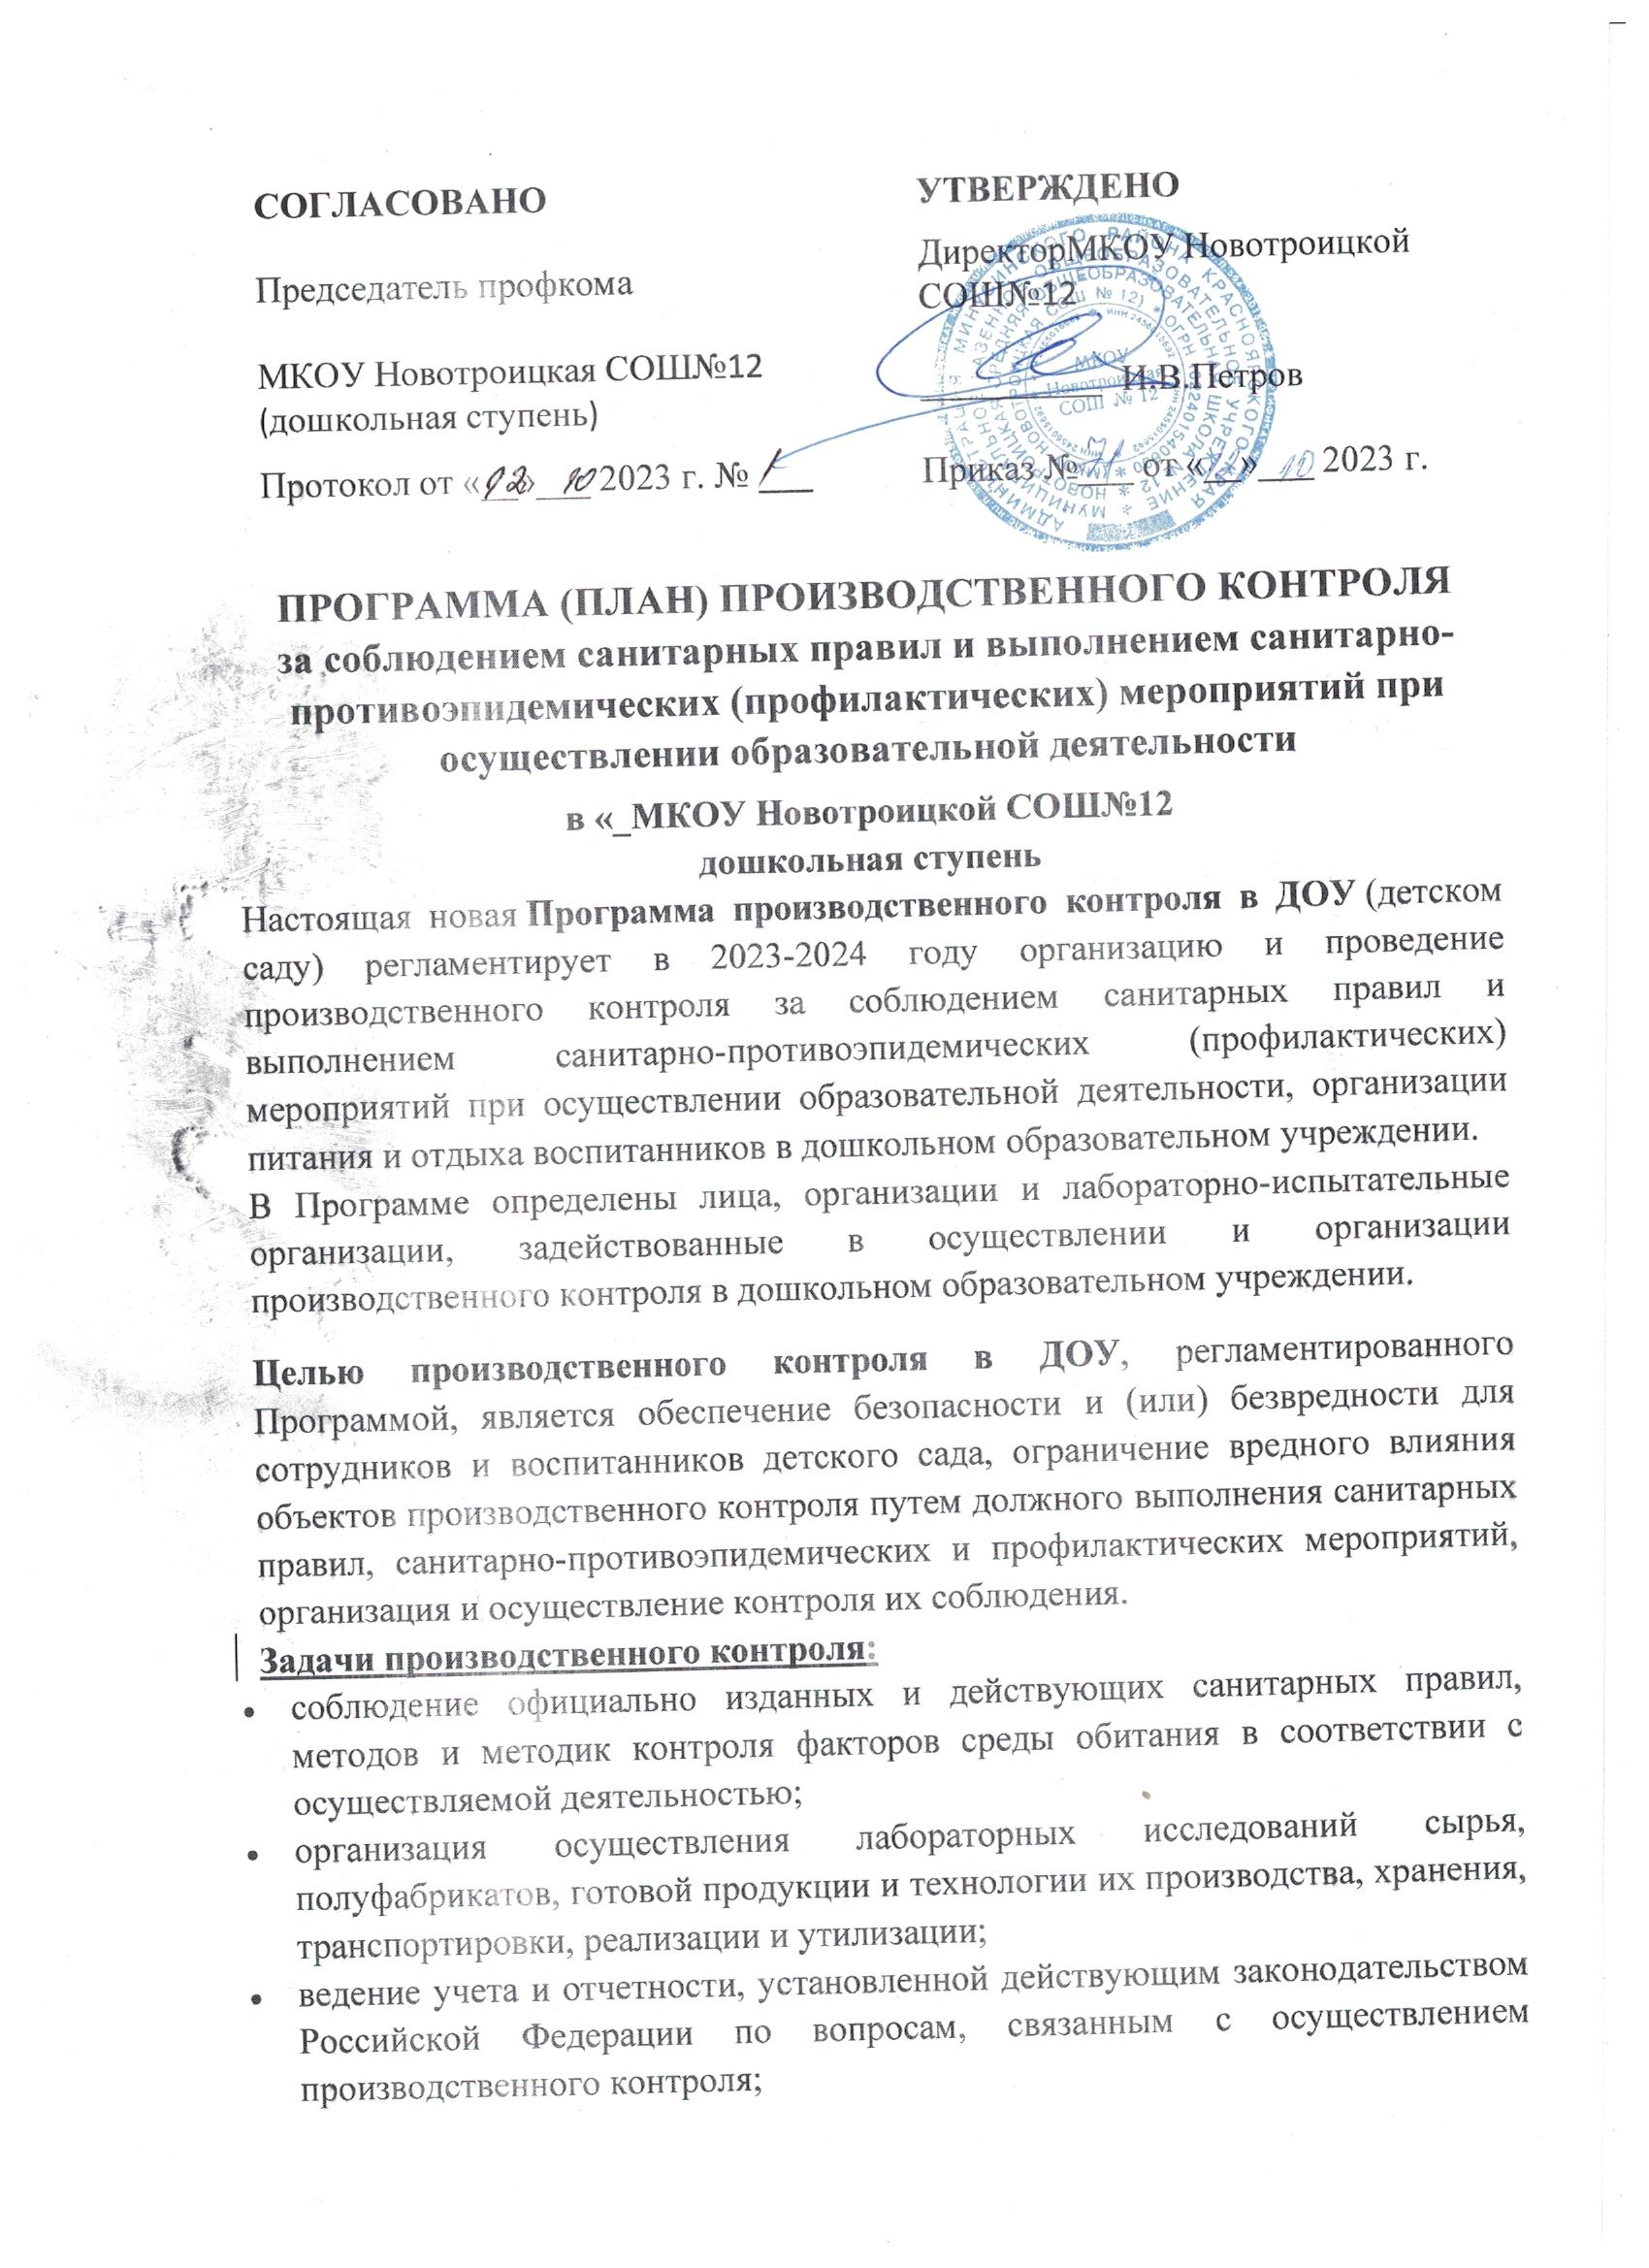 СОГЛАСОВАНО
Председатель профкома
МКОУ Новотроицкая СОШ№12
(дошкольная ступень)
Протокол от «02» 10 2023 г. № 1
УТВЕРЖДЕНО
ДиректорМКОУ Новотроицкой
СОШ№12
И.В.Петров
Приказ №___ от «__» 10 2023 г.
МКОУ
Новотроицкая
СОШ № 12
ПРОГРАММА (ПЛАН) ПРОИЗВОДСТВЕННОГО КОНТРОЛЯ
за соблюдением санитарных правил и выполнением санитарно-
противоэпидемических (профилактических) мероприятий при
осуществлении образовательной деятельности
в «_МКОУ Новотроицкой СОШ№12
дошкольная ступень
Настоящая новая Программа производственного контроля в ДОУ (детском
саду) регламентирует в 2023-2024 году организацию и проведение
производственного контроля за соблюдением санитарных правил и
выполнением санитарно-противоэпидемических (профилактических)
мероприятий при осуществлении образовательной деятельности, организации
питания и отдыха воспитанников в дошкольном образовательном учреждении.
В Программе определены лица, организации и лабораторно-испытательные
организации, задействованные в осуществлении и организации
производственного контроля в дошкольном образовательном учреждении.
Целью производственного контроля в ДОУ, регламентированного
Программой, является обеспечение безопасности и (или) безвредности для
сотрудников и воспитанников детского сада, ограничение вредного влияния
объектов производственного контроля путем должного выполнения санитарных
правил, санитарно-противоэпидемических и профилактических мероприятий,
организация и осуществление контроля их соблюдения.
Задачи производственного контроля:
• соблюдение официально изданных и действующих санитарных правил,
методов и методик контроля факторов среды обитания в соответствии с
осуществляемой деятельностью;
• организация осуществления лабораторных исследований сырья,
полуфабрикатов, готовой продукции и технологии их производства, хранения,
транспортировки, реализации и утилизации;
• ведение учета и отчетности, установленной действующим законодательством
Российской Федерации по вопросам, связанным с осуществлением
производственного контроля;